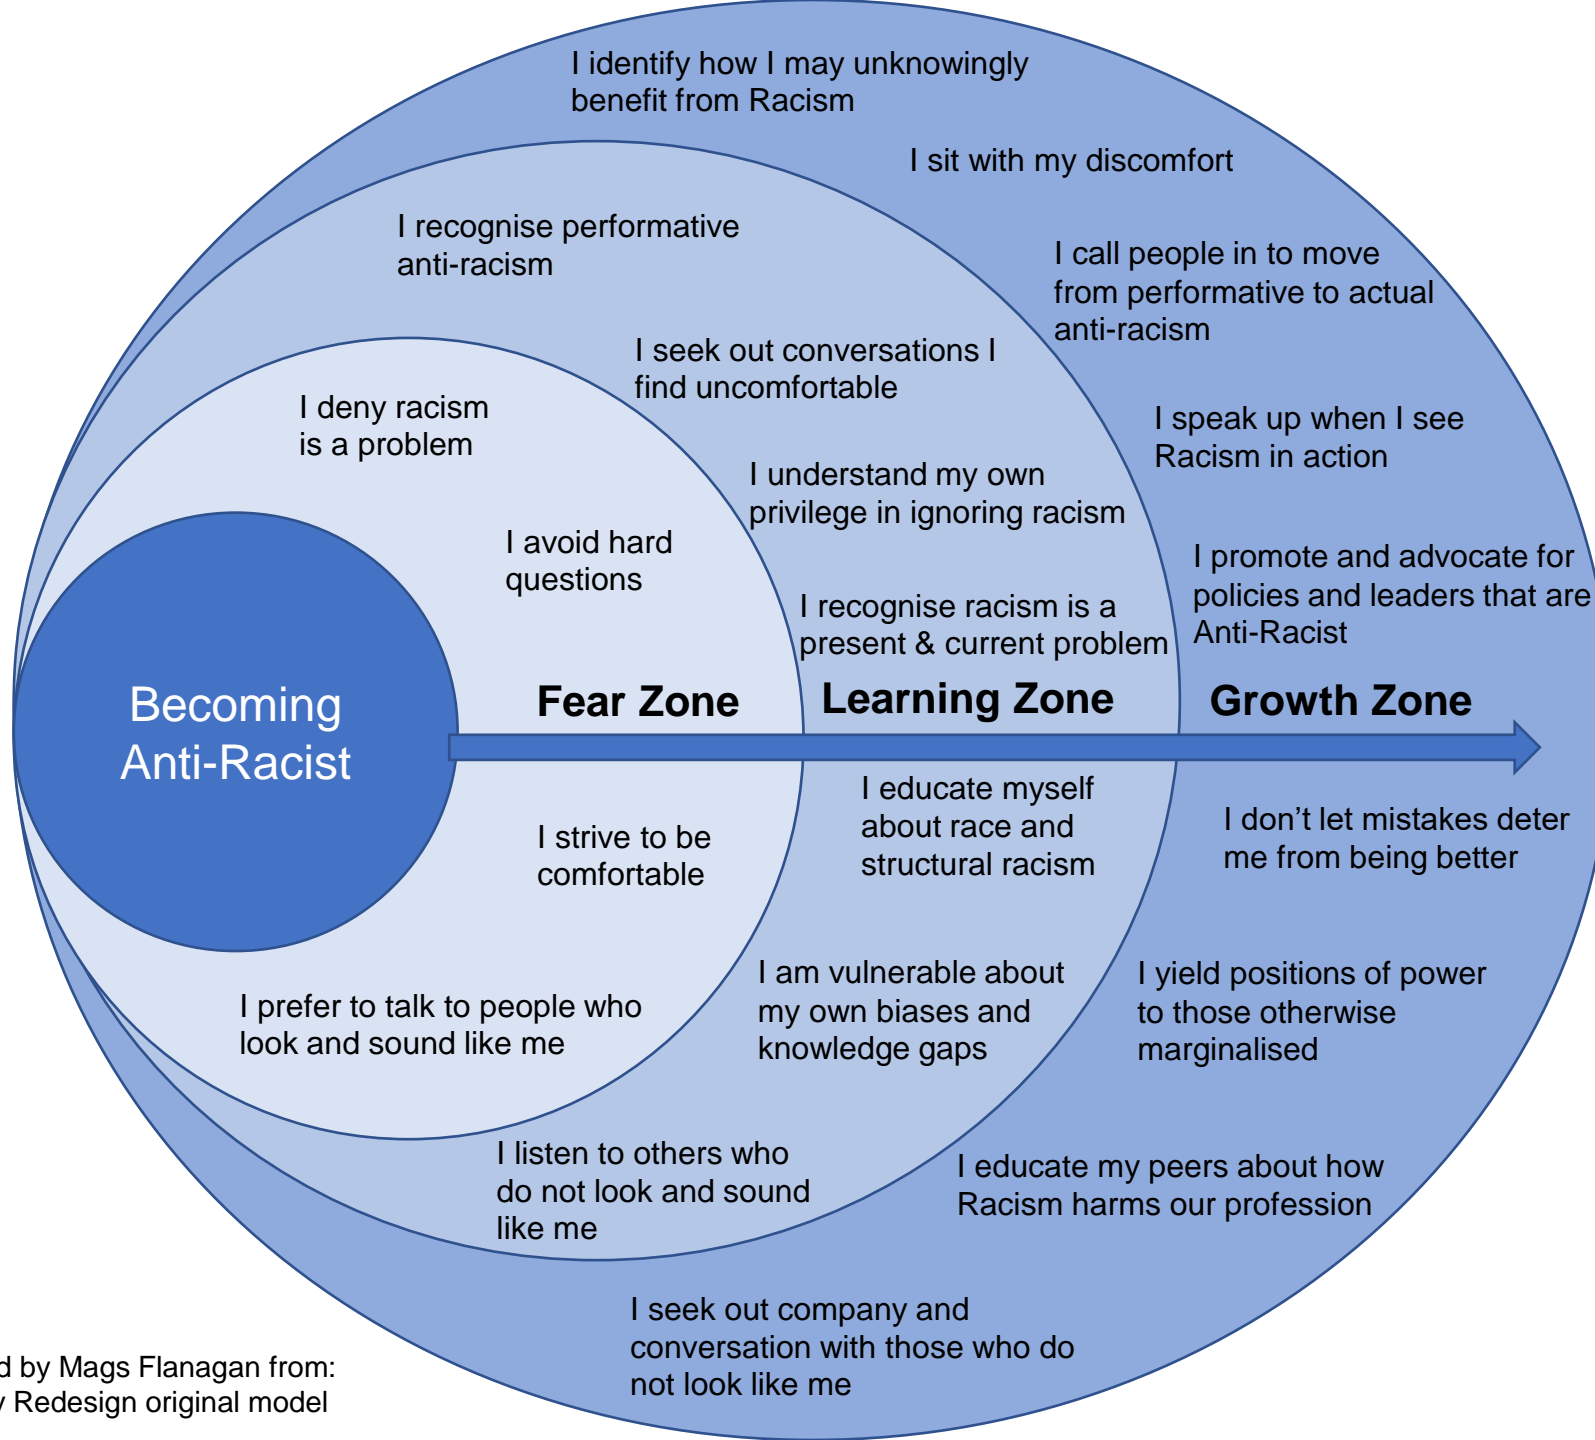 I identify how I may unknowingly
benefit from Racism
I sit with my discomfort
I recognise performative
anti-racism
I call people in to move
from performative to actual
anti-racism
I seek out conversations I
find uncomfortable
I deny racism
is a problem
I speak up when I see
Racism in action
I understand my own
privilege in ignoring racism
I avoid hard
questions
I promote and advocate for
policies and leaders that are
Anti-Racist
I recognise racism is a
present & current problem
Becoming
Anti-Racist
Fear Zone
Learning Zone
Growth Zone
I educate myself
about race and
structural racism
I don’t let mistakes deter
me from being better
I strive to be
comfortable
I am vulnerable about
my own biases and
knowledge gaps
I yield positions of power
to those otherwise
marginalised
I prefer to talk to people who
look and sound like me
I listen to others who
do not look and sound
like me
I educate my peers about how
Racism harms our profession
I seek out company and
conversation with those who do
not look like me
by Mags Flanagan from:
Redesign original model